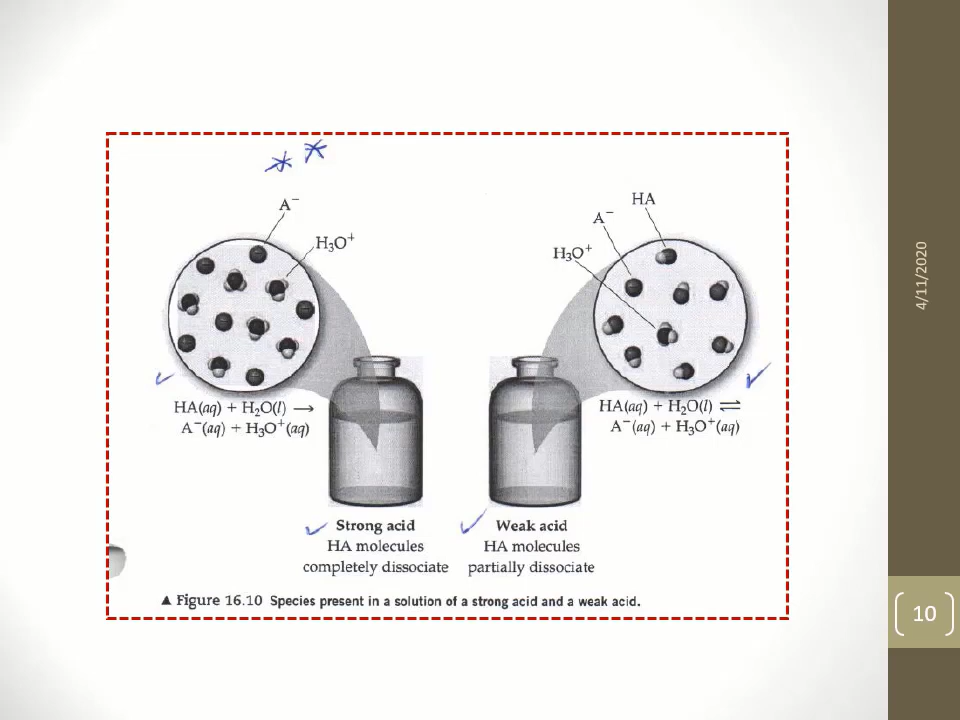 * *
A⁻
H₃O⁺
HA
A⁻
H₃O⁺
HA(aq) + H₂O(l) →
A⁻(aq) + H₃O⁺(aq)
HA(aq) + H₂O(l) ⇌
A⁻(aq) + H₃O⁺(aq)
✓ Strong acid
HA molecules
completely dissociate
✓ Weak acid
HA molecules
partially dissociate
▲ Figure 16.10 Species present in a solution of a strong acid and a weak acid.
4/11/2020
10